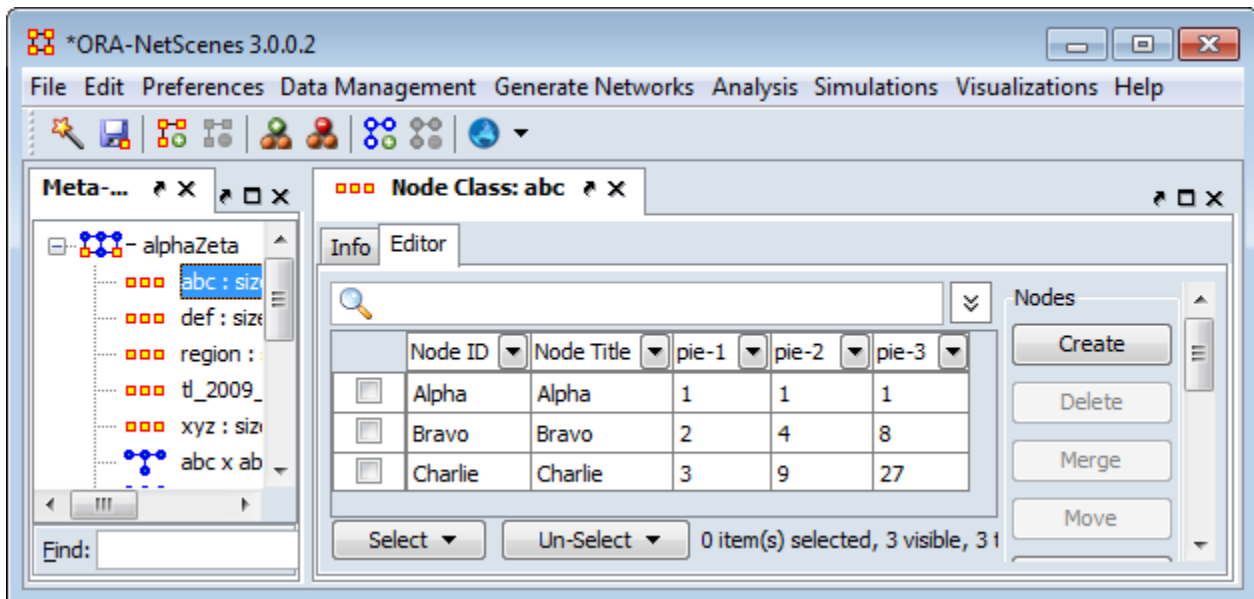 *ORA-NetScenes 3.0.0.2
File Edit Preferences Data Management Generate Networks Analysis Simulations Visualizations Help
Meta-...
Node Class: abc
alphaZeta
abc : size
def : size
region :
tl_2009_
xyz : size
abc x ab
Find:
Info Editor
Node ID Node Title pie-1 pie-2 pie-3
Alpha Alpha 1 1 1
Bravo Bravo 2 4 8
Charlie Charlie 3 9 27
Select Un-Select 0 item(s) selected, 3 visible, 3 t
Nodes
Create
Delete
Merge
Move